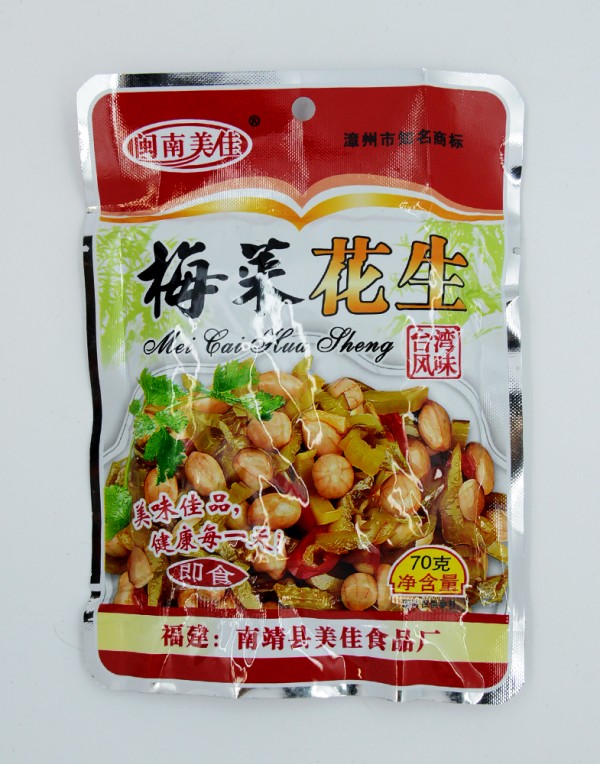 闽南美佳®
漳州市知名商标
梅菜花生
Mei Cai Hua Sheng
台湾
风味
美味佳品,
健康每一天!
即食
70克
净含量
福建：南靖县美佳食品厂